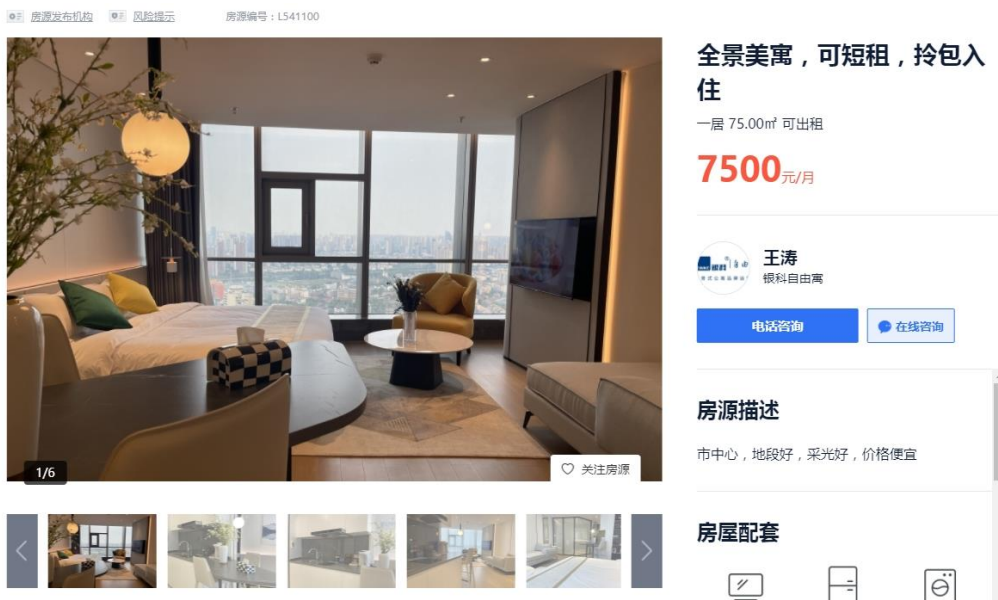 房源发布机构 风险提示 房源编号：L541100
全景美寓，可短租，拎包入
住
一居 75.00㎡ 可出租
7500元/月
王涛
银科自由寓
电话咨询 在线咨询
房源描述
市中心，地段好，采光好，价格便宜
房屋配套
1/6
关注房源